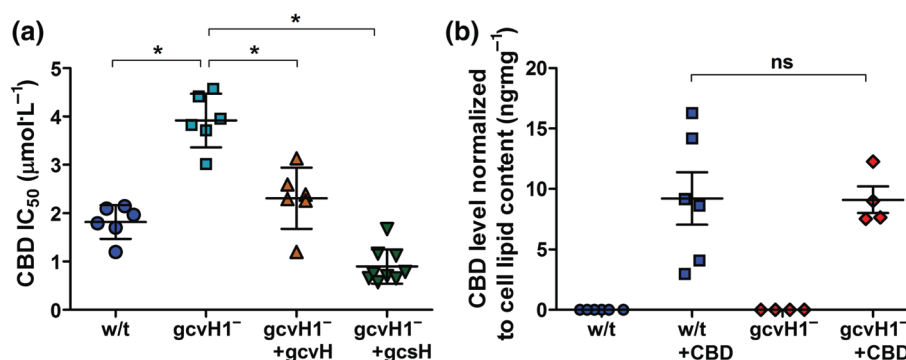 (a)
CBD IC50 (μmol·L−1)
5
4
3
2
1
0
*
*
*
w/t
gcvH1−
gcvH1−
+gcvH
gcvH1−
+gcsH
(b)
CBD level normalized
to cell lipid content (ng·mg−1)
20
15
10
5
0
ns
w/t
w/t
+CBD
gcvH1−
gcvH1−
+CBD